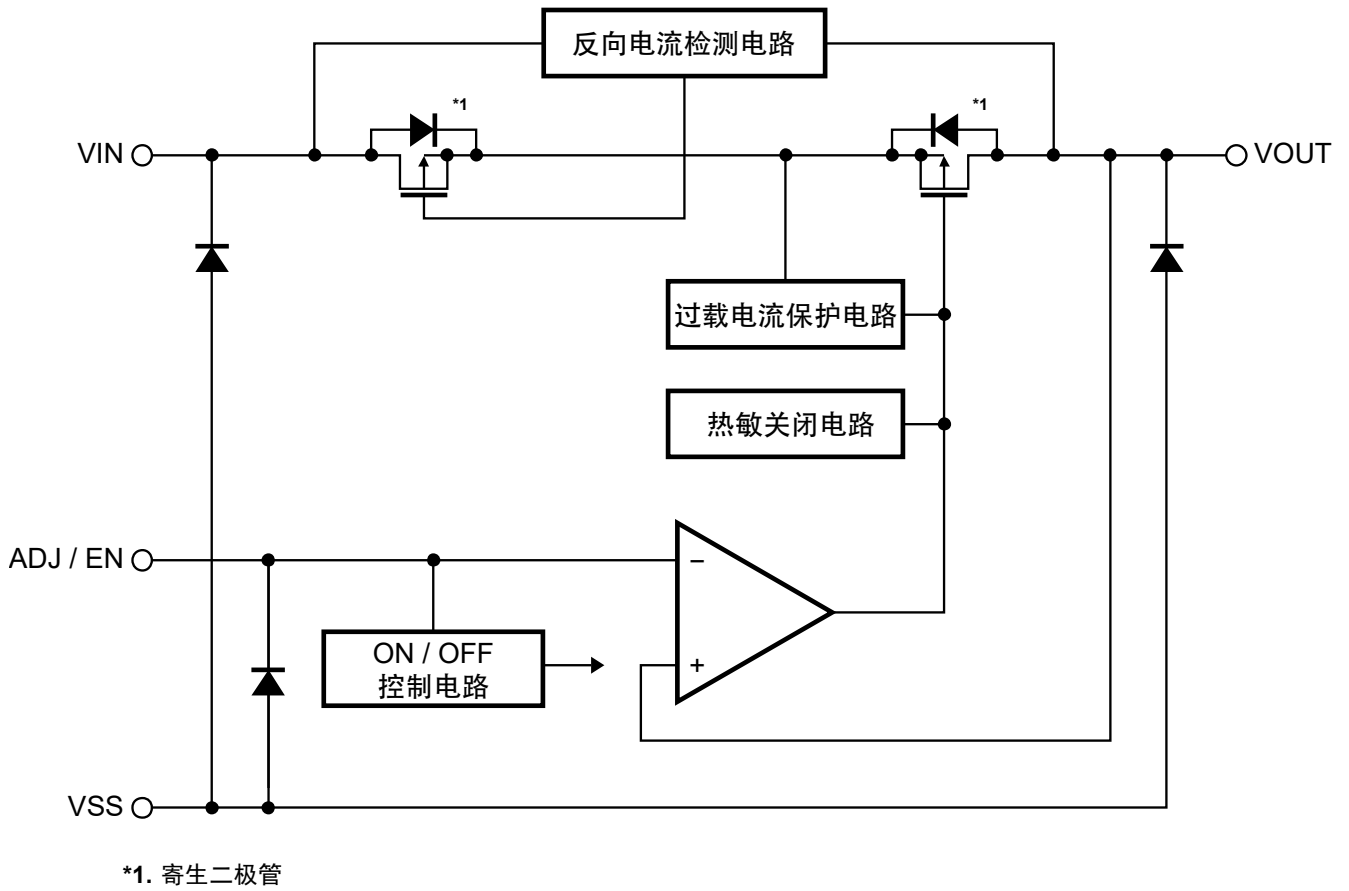 反向电流检测电路
*1
*1
VIN
VOUT
过载电流保护电路
热敏关闭电路
ADJ / EN
−
+
ON / OFF
控制电路
VSS
*1. 寄生二极管